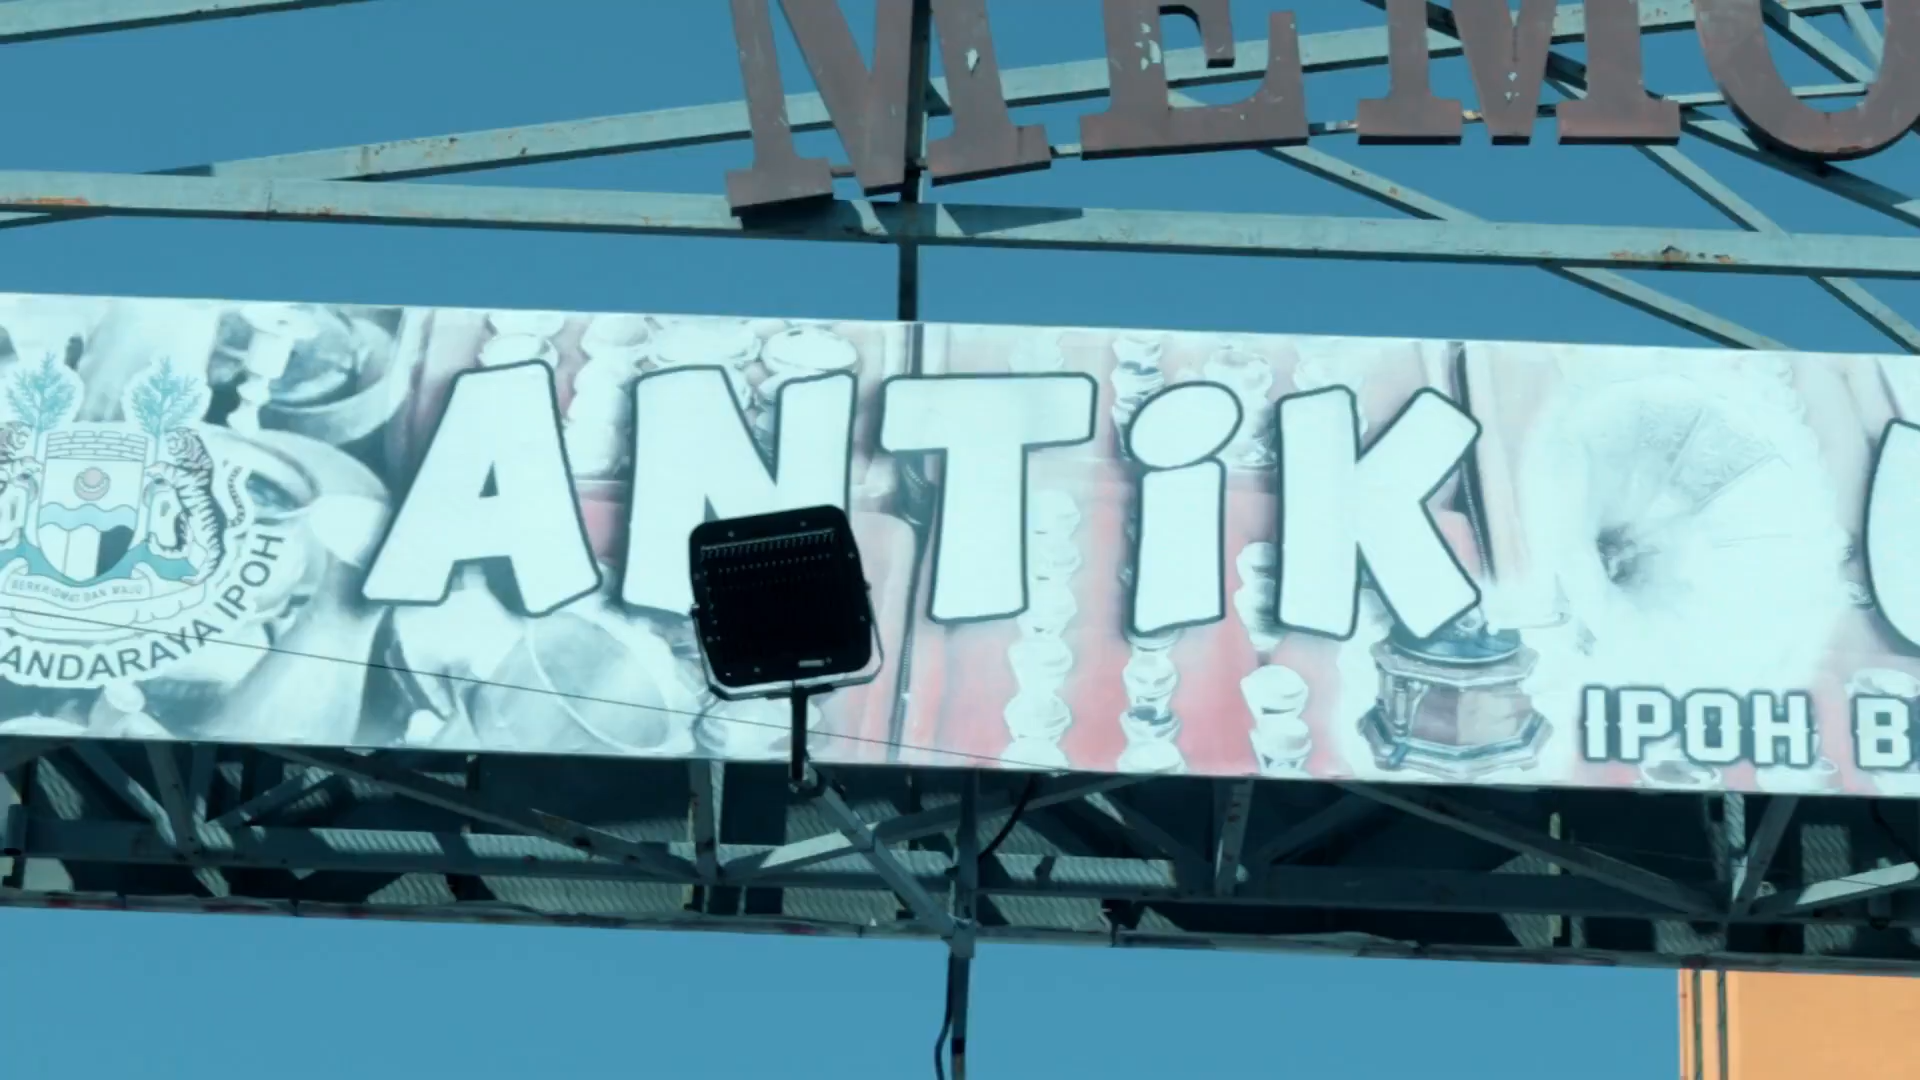 MEMO
ANTiK
BERKHIDMAT DAN MAJU
ANDARAYA IPOH
IPOH B